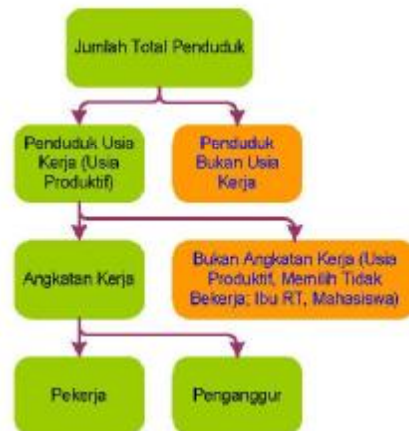 Jumlah Total Penduduk
Penduduk Usia
Kerja (Usia
Produktif)
Penduduk
Bukan Usia
Kerja
Angkatan Kerja
Bukan Angkatan Kerja (Usia
Produktif, Memilih Tidak
Bekerja; Ibu RT, Mahasiswa)
Pekerja
Penganggur